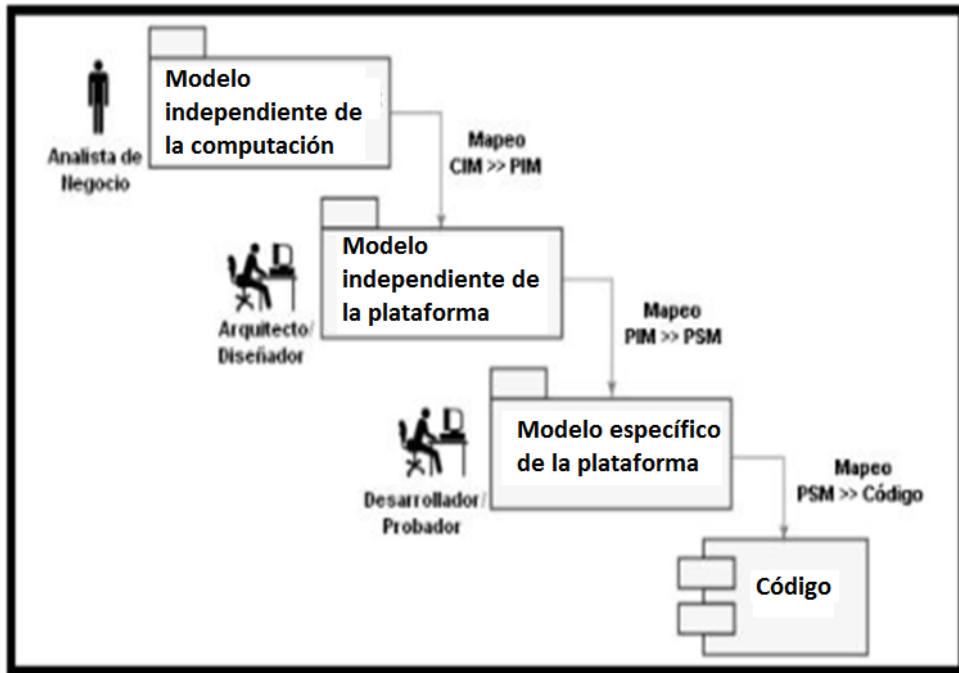 Modelo
independiente de
la computación
Analista de
Negocio
Mapeo
CIM >> PIM
Modelo
independiente de
la plataforma
Arquitecto/
Diseñador
Mapeo
PIM >> PSM
Modelo específico
de la plataforma
Desarrollador/
Probador
Mapeo
PSM >> Código
Código